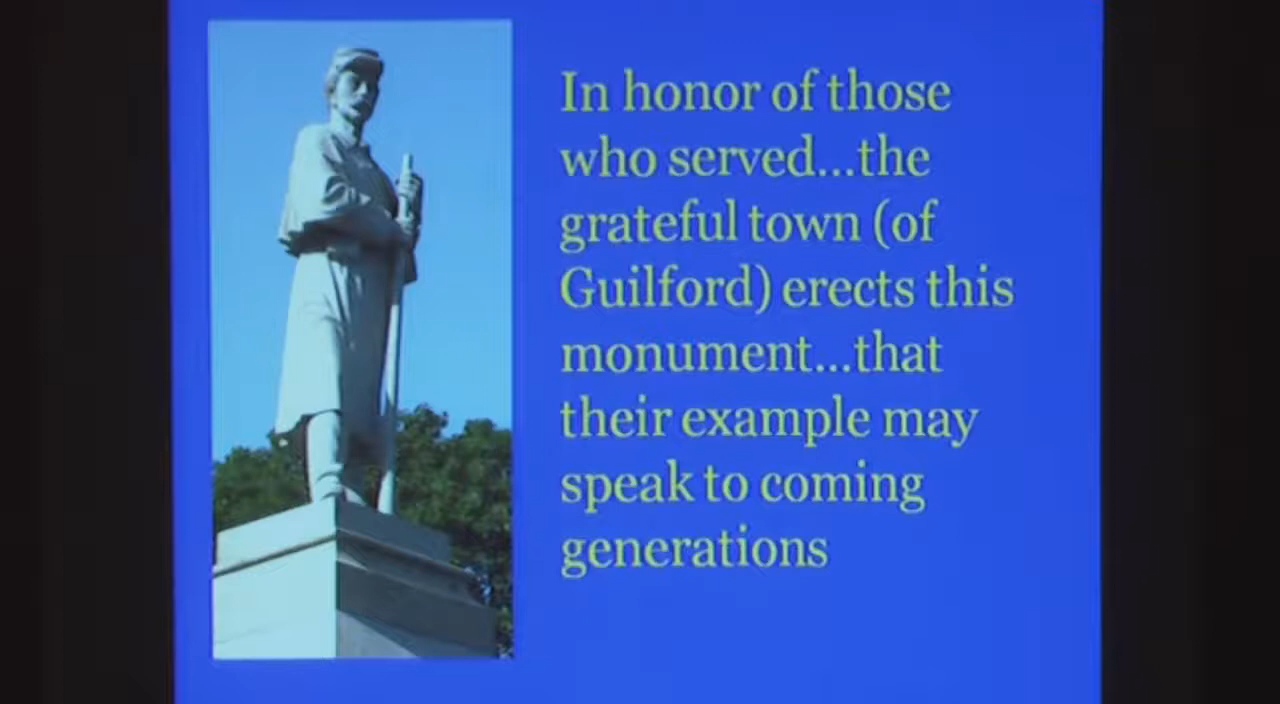 In honor of those
who served...the
grateful town (of
Guilford) erects this
monument...that
their example may
speak to coming
generations